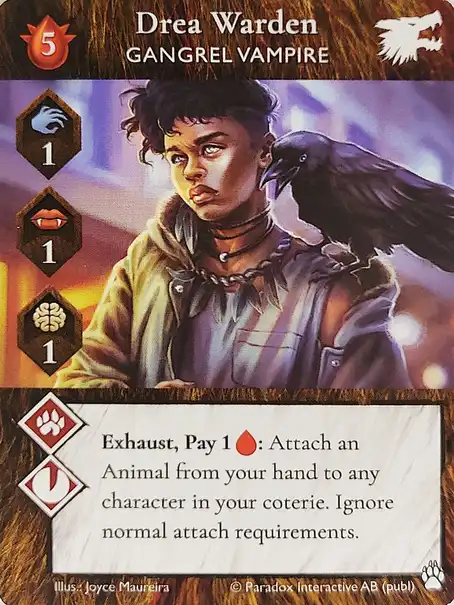 5
Drea Warden
GANGREL VAMPIRE
1
1
1
Exhaust, Pay 1 : Attach an
Animal from your hand to any
character in your coterie. Ignore
normal attach requirements.
Illus.: Joyce Maureira
© Paradox Interactive AB (publ)